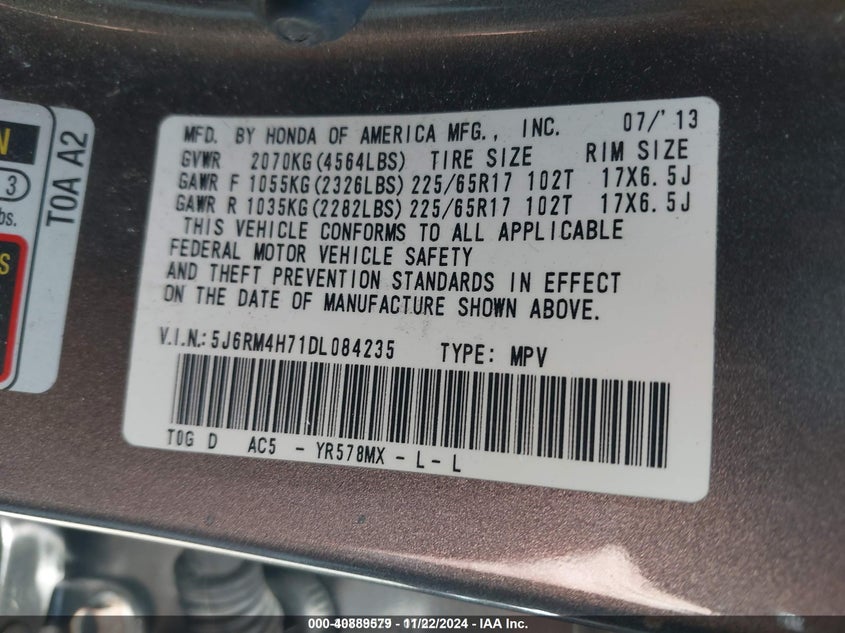 N
3
bs.
S
T0A A2
MFD. BY HONDA OF AMERICA MFG., INC. 07/'13
GVWR 2070KG(4564LBS) TIRE SIZE RIM SIZE
GAWR F 1055KG(2326LBS) 225/65R17 102T 17X6.5J
GAWR R 1035KG(2282LBS) 225/65R17 102T 17X6.5J
THIS VEHICLE CONFORMS TO ALL APPLICABLE
FEDERAL MOTOR VEHICLE SAFETY
AND THEFT PREVENTION STANDARDS IN EFFECT
ON THE DATE OF MANUFACTURE SHOWN ABOVE.
V.I.N.:5J6RM4H71DL084235 TYPE: MPV
T0G D AC5 - YR578MX - L - L
000-40889579 - 11/22/2024 - IAA Inc.